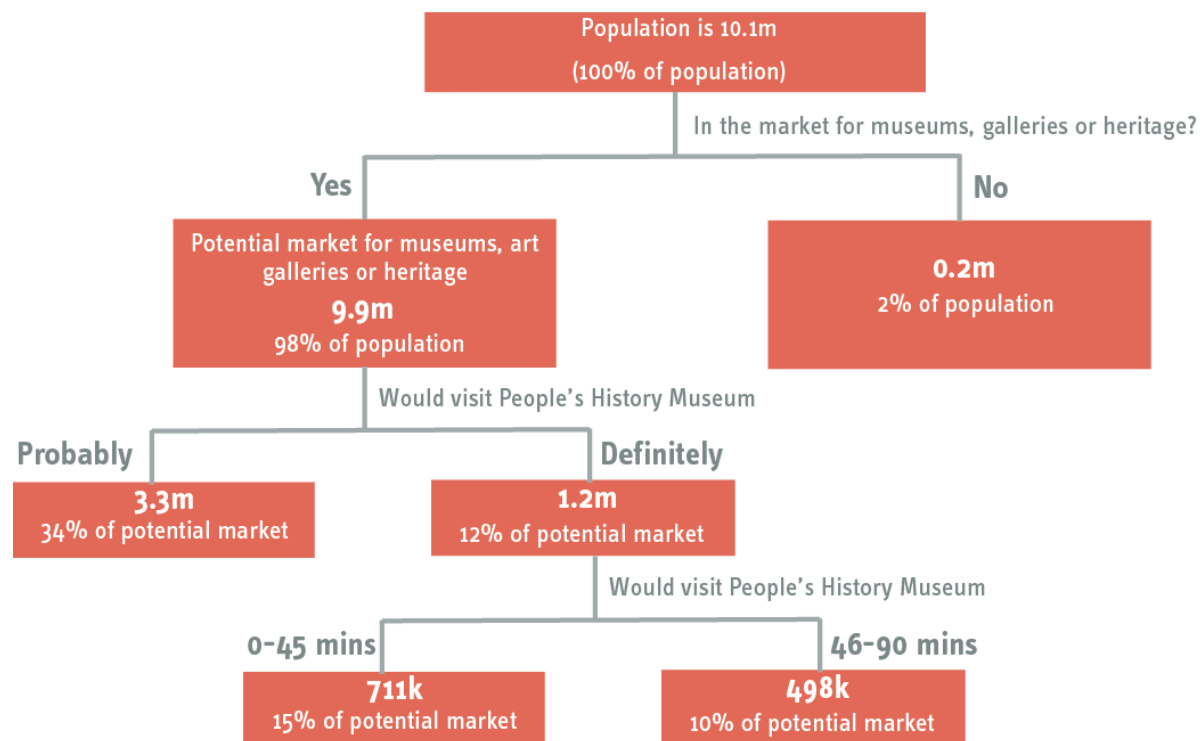 Population is 10.1m
(100% of population)
In the market for museums, galleries or heritage?
Yes
No
Potential market for museums, art
galleries or heritage
9.9m
98% of population
0.2m
2% of population
Would visit People's History Museum
Probably
Definitely
3.3m
34% of potential market
1.2m
12% of potential market
Would visit People's History Museum
0-45 mins
46-90 mins
711k
15% of potential market
498k
10% of potential market